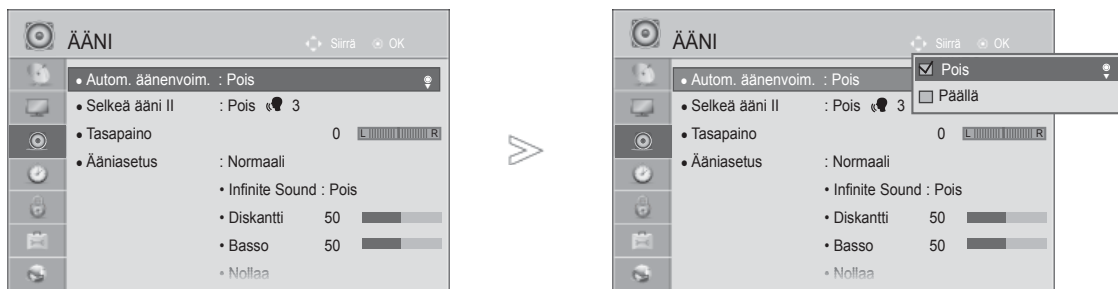 ÄÄNI
Siirrä OK
• Autom. äänenvoim. : Pois
• Selkeä ääni II : Pois 3
• Tasapaino 0 L R
• Ääniasetus : Normaali
• Infinite Sound : Pois
• Diskantti 50
• Basso 50
• Nollaa
ÄÄNI
Siirrä OK
• Autom. äänenvoim. : Pois
Pois
Päällä
• Selkeä ääni II : Pois 3
• Tasapaino 0 L R
• Ääniasetus : Normaali
• Infinite Sound : Pois
• Diskantti 50
• Basso 50
• Nollaa